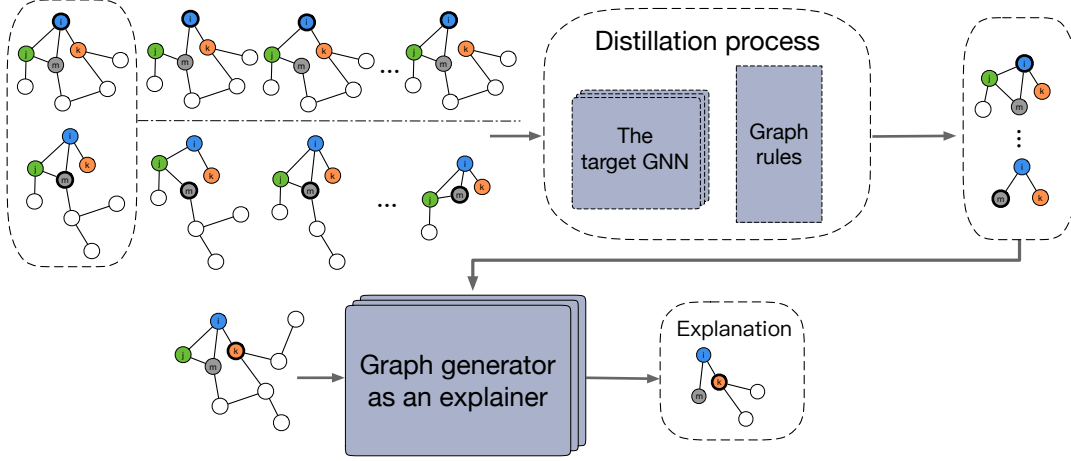 i
j
k
m
i
j
k
m
i
j
k
m
...
i
j
k
m
i
j
k
m
i
j
k
m
i
j
k
m
...
i
j
k
m
Distillation process
The
target GNN
Graph
rules
i
j
k
m
i
m
k
i
j
k
m
Graph generator
as an explainer
Explanation
i
k
m